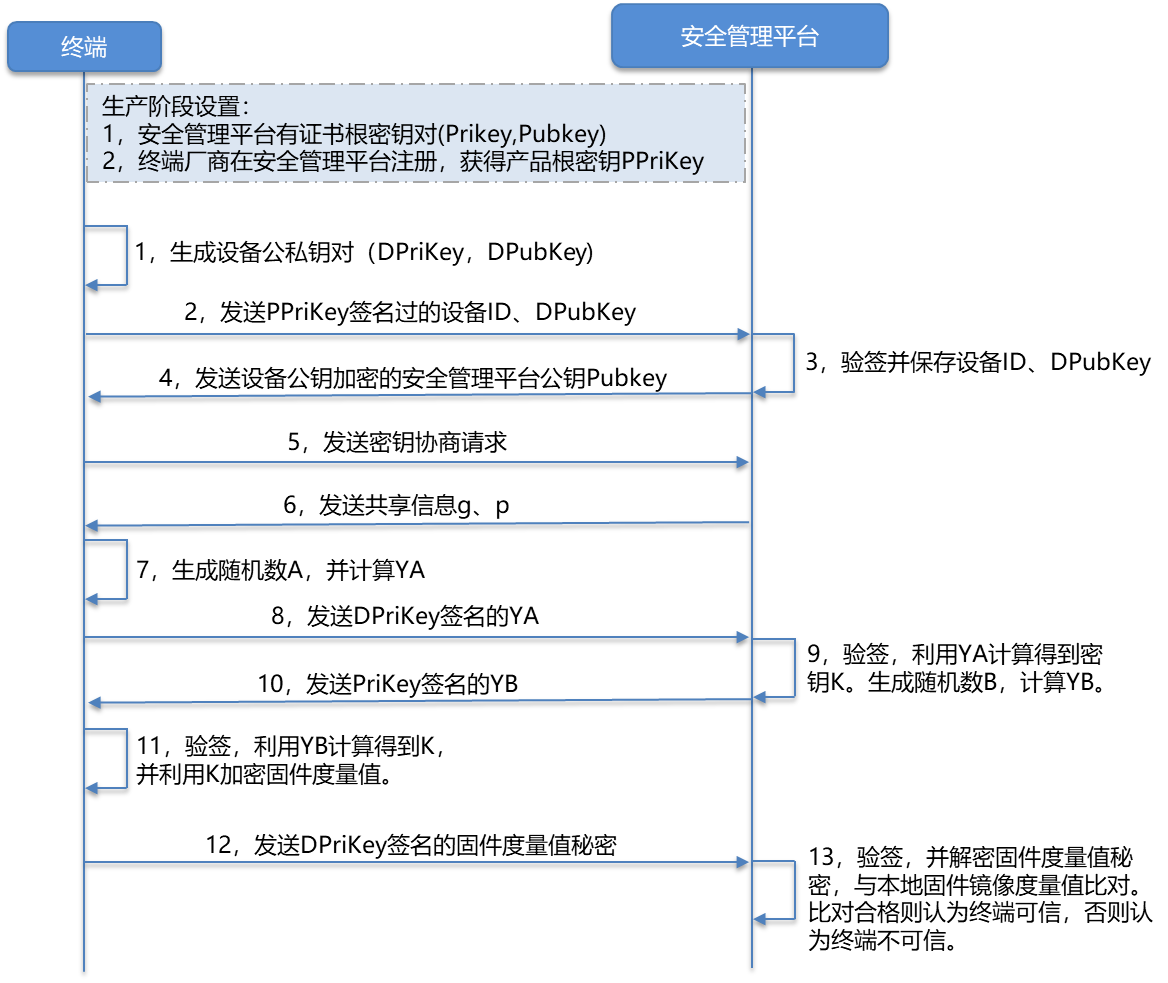 终端
安全管理平台
生产阶段设置：
1，安全管理平台有证书根密钥对(Prikey,Pubkey)
2，终端厂商在安全管理平台注册，获得产品根密钥PPriKey
1，生成设备公私钥对（DPriKey，DPubKey)
2，发送PPriKey签名过的设备ID、DPubKey
3，验签并保存设备ID、DPubKey
4，发送设备公钥加密的安全管理平台公钥Pubkey
5，发送密钥协商请求
6，发送共享信息g、p
7，生成随机数A，并计算YA
8，发送DPriKey签名的YA
9，验签，利用YA计算得到密
钥K。生成随机数B，计算YB。
10，发送PriKey签名的YB
11，验签，利用YB计算得到K，
并利用K加密固件度量值。
12，发送DPriKey签名的固件度量值秘密
13，验签，并解密固件度量值秘
密，与本地固件镜像度量值比对。
比对合格则认为终端可信，否则认
为终端不可信。